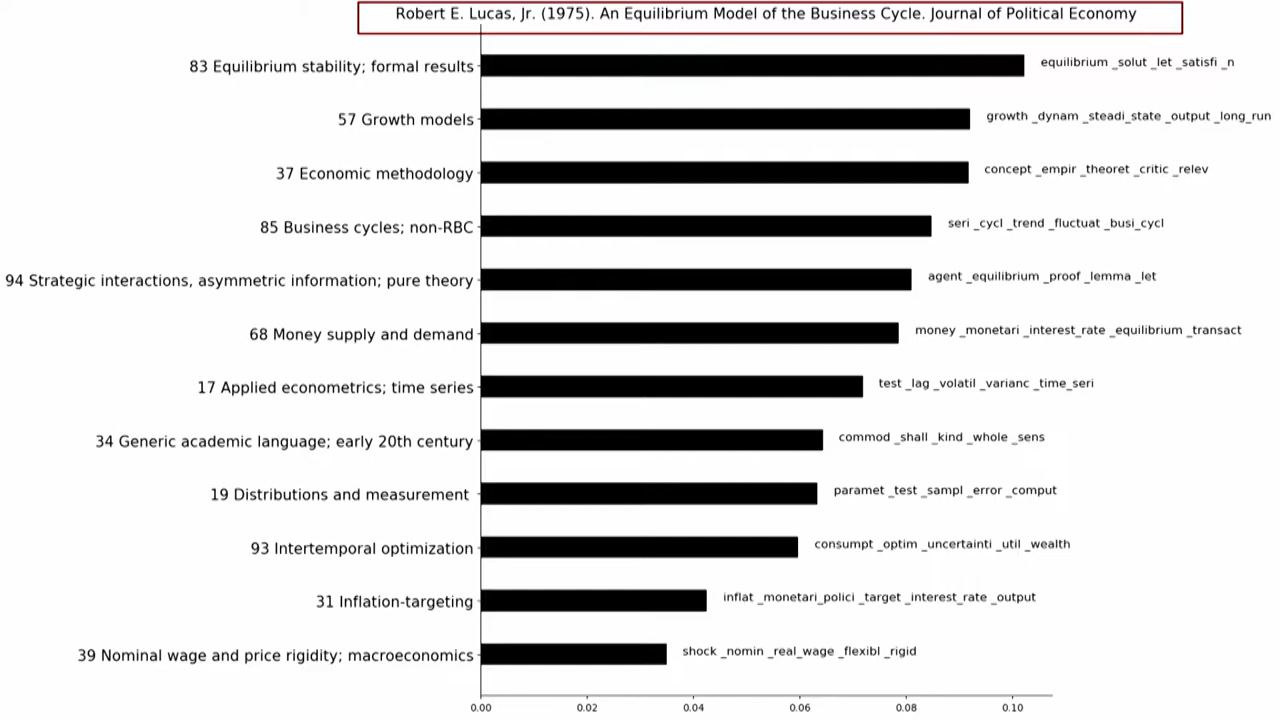 Robert E. Lucas, Jr. (1975). An Equilibrium Model of the Business Cycle. Journal of Political Economy
83 Equilibrium stability; formal results equilibrium _solut _let _satisfi _n
57 Growth models growth _dynam _steadi_state _output _long_run
37 Economic methodology concept _empir _theoret _critic _relev
85 Business cycles; non-RBC seri _cycl _trend _fluctuat _busi_cycl
94 Strategic interactions, asymmetric information; pure theory agent _equilibrium _proof _lemma _let
68 Money supply and demand money _monetari _interest_rate _equilibrium _transact
17 Applied econometrics; time series test _lag _volatil _varianc _time_seri
34 Generic academic language; early 20th century commod _shall _kind _whole _sens
19 Distributions and measurement paramet _test _sampl _error _comput
93 Intertemporal optimization consumpt _optim _uncertainti _util _wealth
31 Inflation-targeting inflat _monetari_polici _target _interest_rate _output
39 Nominal wage and price rigidity; macroeconomics shock _nomin _real_wage _flexibl _rigid
0.00 0.02 0.04 0.06 0.08 0.10